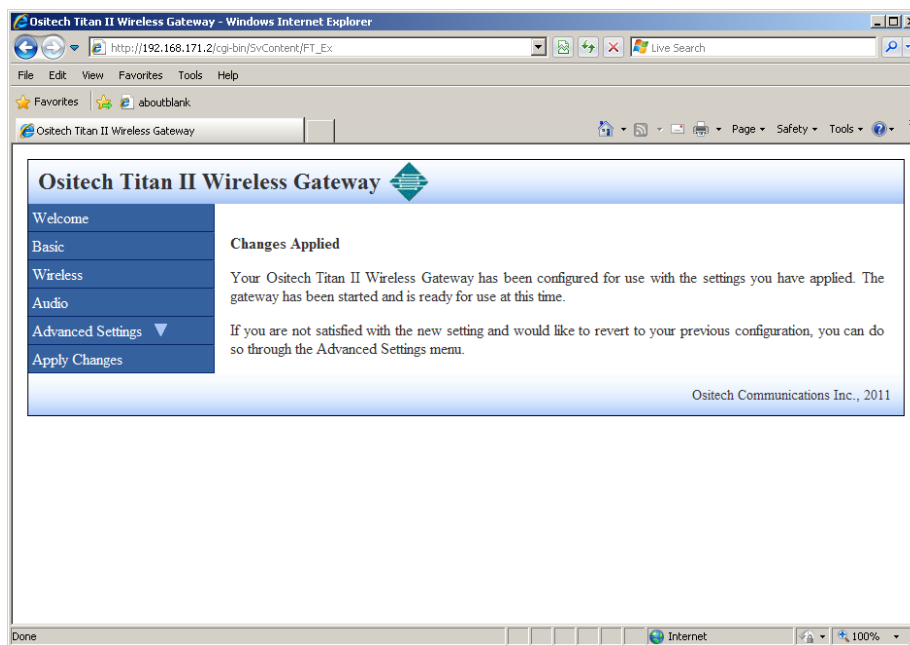 Ositech Titan II Wireless Gateway - Windows Internet Explorer
http://192.168.171.2/cgi-bin/SvContent/FT_Ex
Live Search
File Edit View Favorites Tools Help
Favorites aboutblank
Ositech Titan II Wireless Gateway
Page Safety Tools
Ositech Titan II Wireless Gateway
Welcome
Basic
Wireless
Audio
Advanced Settings
Apply Changes
Changes Applied
Your Ositech Titan II Wireless Gateway has been configured for use with the settings you have applied. The
gateway has been started and is ready for use at this time.
If you are not satisfied with the new setting and would like to revert to your previous configuration, you can do
so through the Advanced Settings menu.
Ositech Communications Inc., 2011
Done
Internet
100%